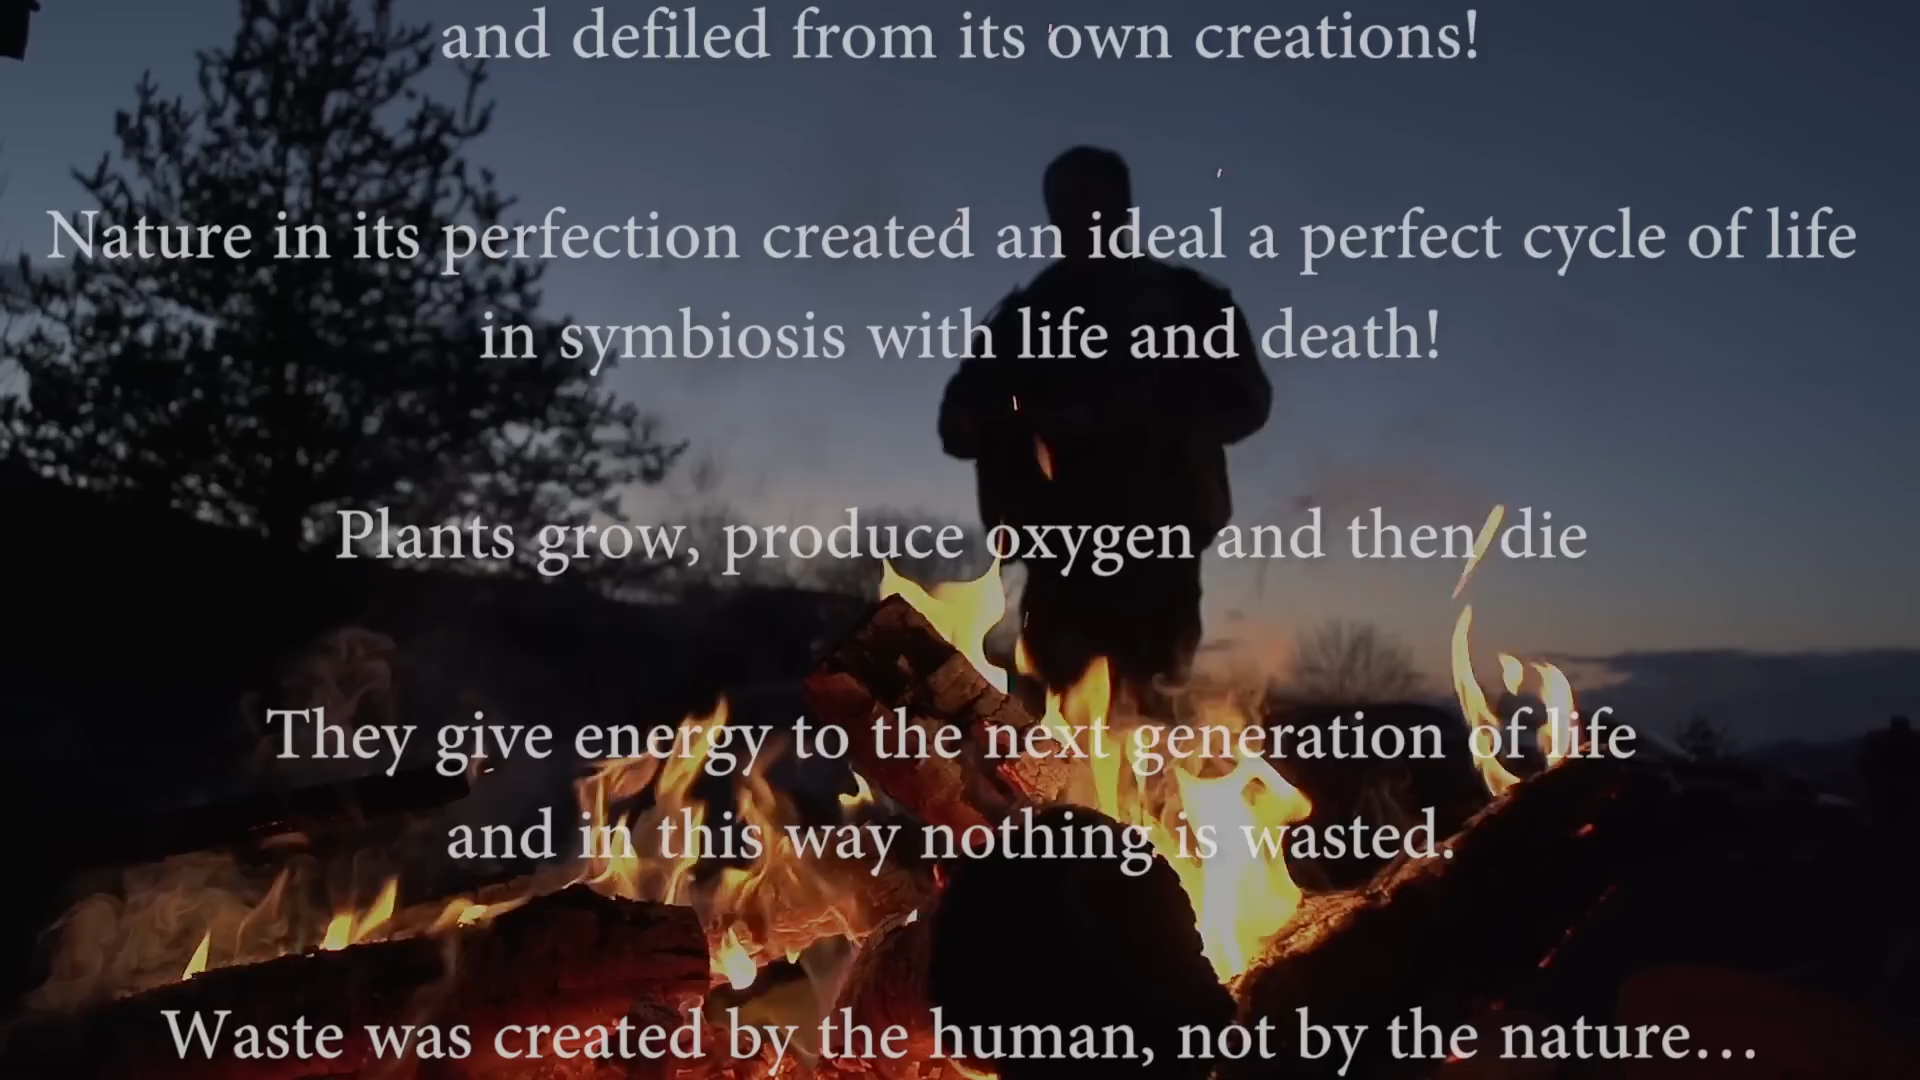 and defiled from its own creations!
Nature in its perfection created an ideal a perfect cycle of life
in symbiosis with life and death!
Plants grow, produce oxygen and then die
They give energy to the next generation of life
and in this way nothing is wasted.
Waste was created by the human, not by the nature…